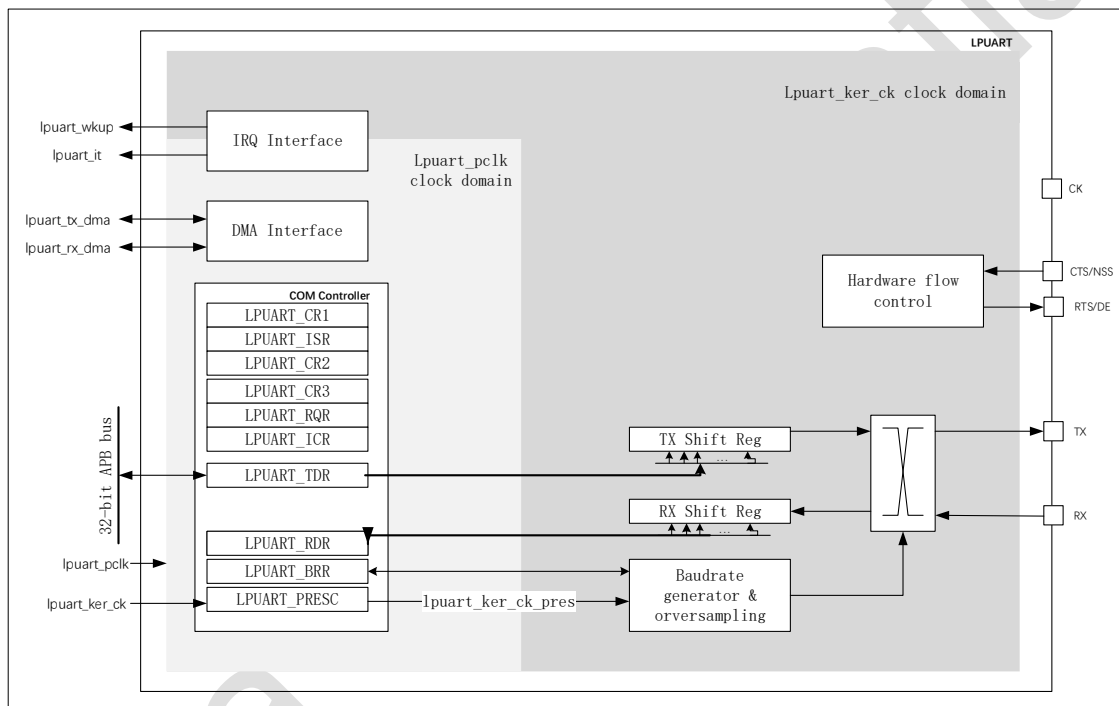 LPUART
Lpuart_ker_ck clock domain
lpuart_wkup
lpuart_it
IRQ Interface
Lpuart_pclk
clock domain
CK
lpuart_tx_dma
lpuart_rx_dma
DMA Interface
Hardware flow
control
CTS/NSS
RTS/DE
COM Controller
LPUART_CR1
LPUART_ISR
LPUART_CR2
LPUART_CR3
LPUART_RQR
LPUART_ICR
32-bit APB bus
LPUART_TDR
TX Shift Reg
...
TX
RX Shift Reg
...
RX
LPUART_RDR
lpuart_pclk
LPUART_BRR
lpuart_ker_ck
LPUART_PRESC
lpuart_ker_ck_pres
Baudrate
generator &
orversampling